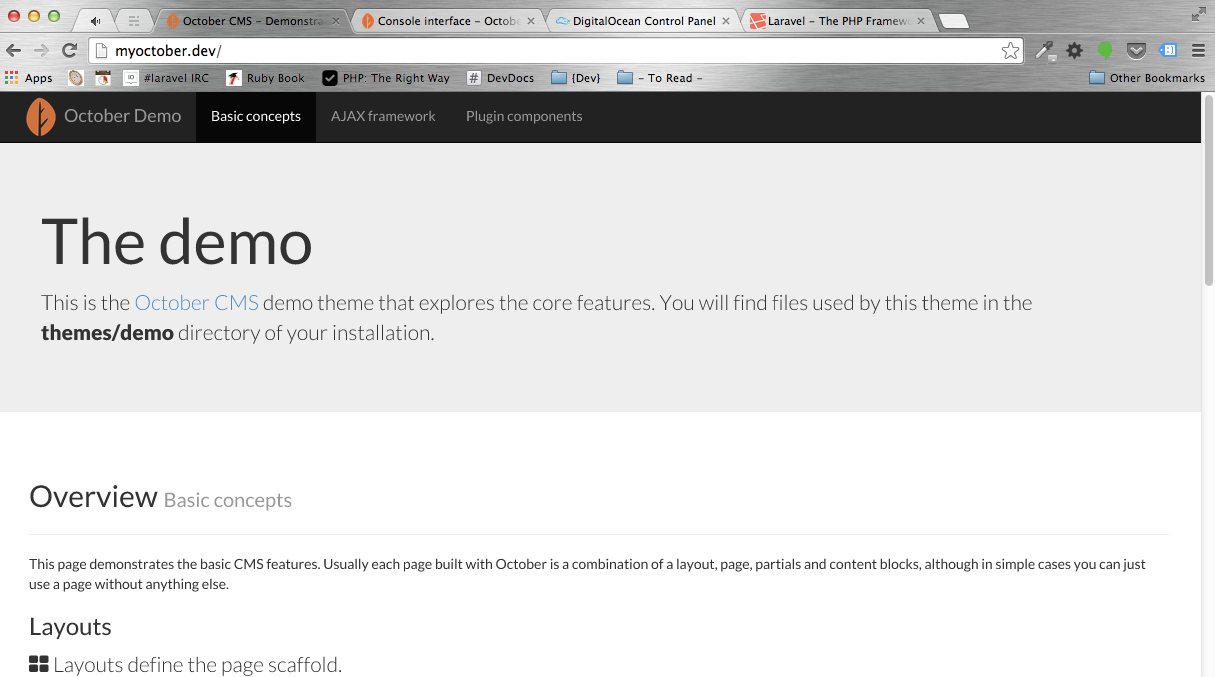 October CMS – Demonstra
Console interface – Octobe
DigitalOcean Control Panel
Laravel – The PHP Framewo
myoctober.dev/
Apps
#laravel IRC
Ruby Book
PHP: The Right Way
DevDocs
{Dev}
– To Read –
Other Bookmarks
October Demo
Basic concepts
AJAX framework
Plugin components
The demo
This is the October CMS demo theme that explores the core features. You will find files used by this theme in the
themes/demo directory of your installation.
Overview Basic concepts
This page demonstrates the basic CMS features. Usually each page built with October is a combination of a layout, page, partials and content blocks, although in simple cases you can just
use a page without anything else.
Layouts
Layouts define the page scaffold.